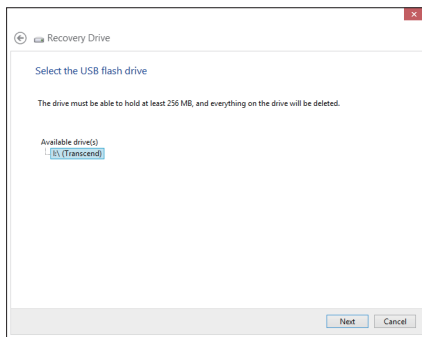 Recovery Drive
Select the USB flash drive
The drive must be able to hold at least 256 MB, and everything on the drive will be deleted.
Available drive(s)
I:\ (Transcend)
Next
Cancel